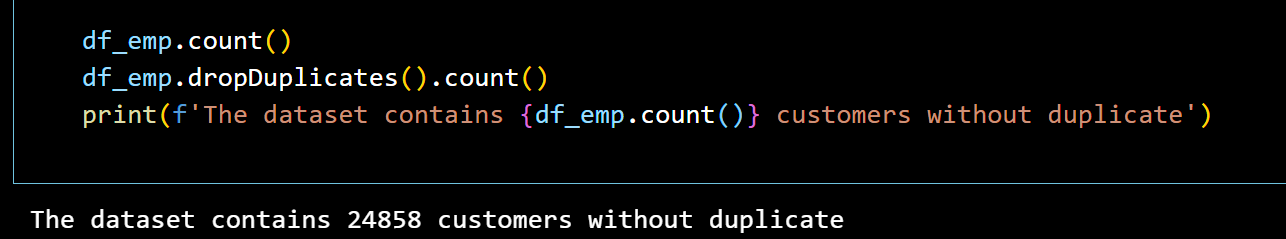 df_emp.count()
df_emp.dropDuplicates().count()
print(f'The dataset contains {df_emp.count()} customers without duplicate')
The dataset contains 24858 customers without duplicate